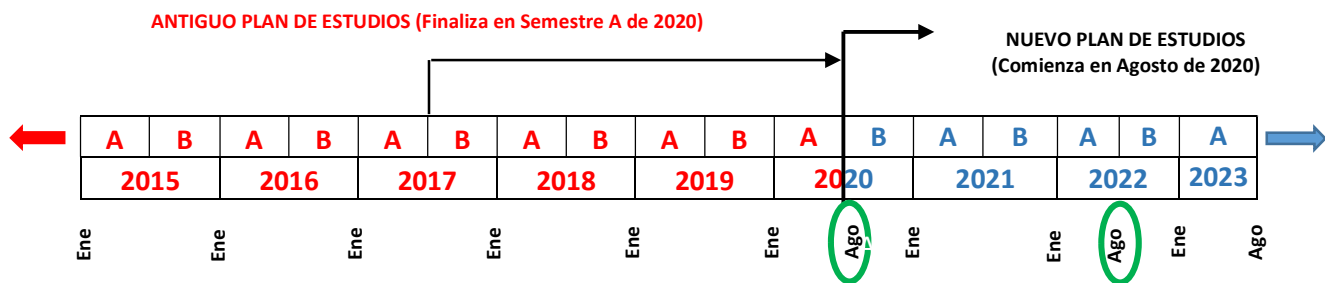 ANTIGUO PLAN DE ESTUDIOS (Finaliza en Semestre A de 2020)
NUEVO PLAN DE ESTUDIOS
(Comienza en Agosto de 2020)
A B A B A B A B A B A B A B A B A
2015 2016 2017 2018 2019 2020 2021 2022 2023
Ene Ene Ene Ene Ene Ene Ago Ene Ene Ago Ene Ago